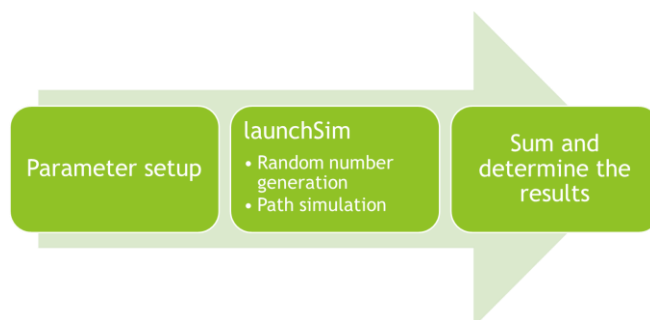 Parameter setup
launchSim
• Random number
generation
• Path simulation
Sum and
determine the
results